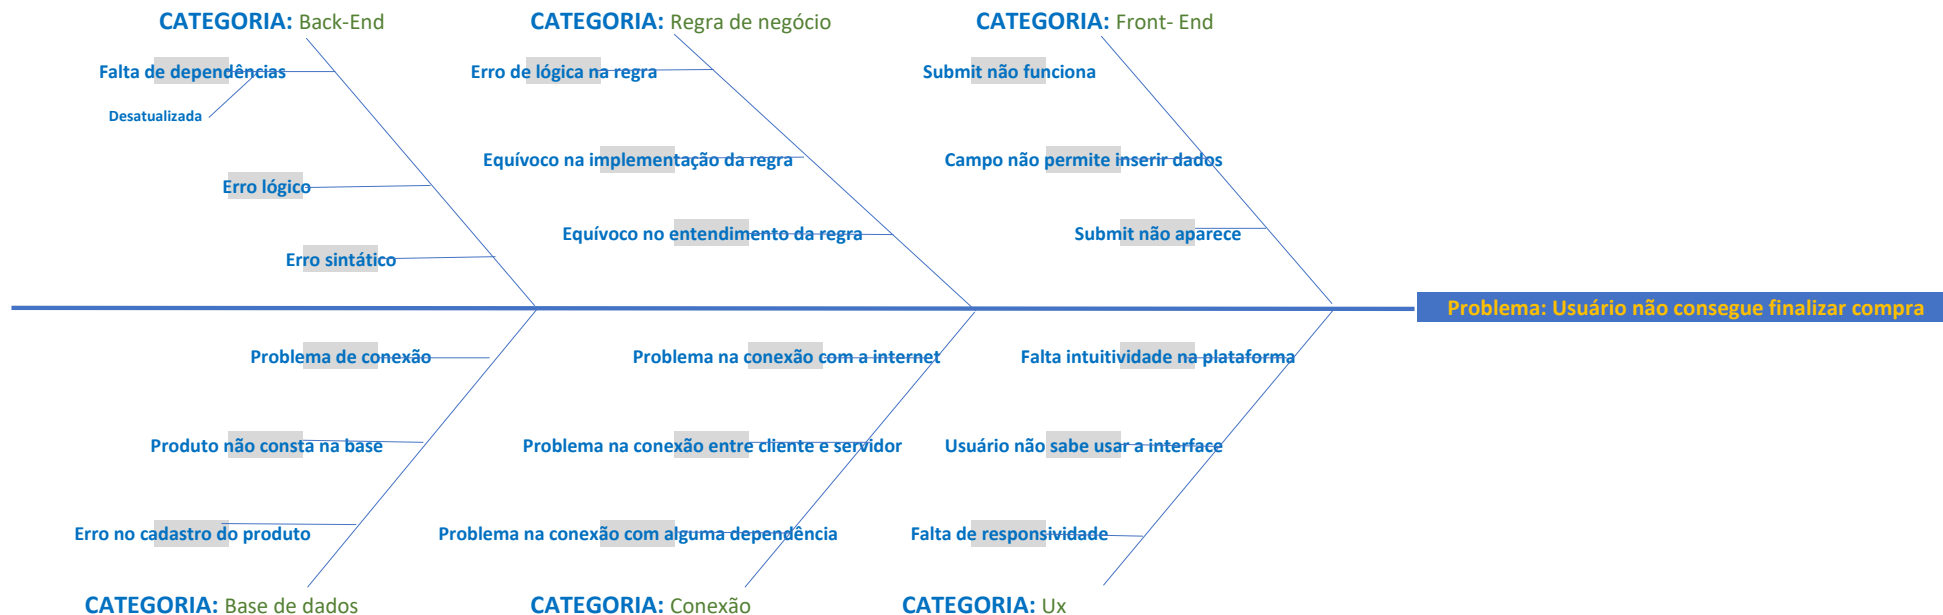 CATEGORIA: Back-End
CATEGORIA: Regra de negócio
CATEGORIA: Front- End
Falta de dependências
Erro de lógica na regra
Submit não funciona
Desatualizada
Equívoco na implementação da regra
Campo não permite inserir dados
Erro lógico
Equívoco no entendimento da regra
Submit não aparece
Erro sintático
Problema: Usuário não consegue finalizar compra
Problema de conexão
Problema na conexão com a internet
Falta intuitividade na plataforma
Produto não consta na base
Problema na conexão entre cliente e servidor
Usuário não sabe usar a interface
Erro no cadastro do produto
Problema na conexão com alguma dependência
Falta de responsividade
CATEGORIA: Base de dados
CATEGORIA: Conexão
CATEGORIA: Ux